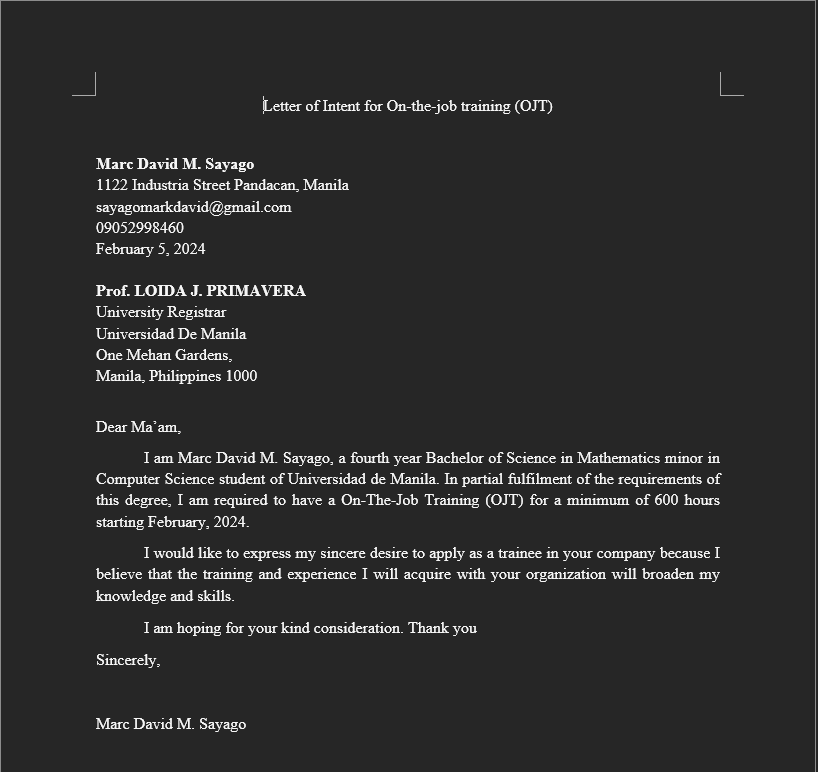 Letter of Intent for On-the-job training (OJT)
Marc David M. Sayago
1122 Industria Street Pandacan, Manila
sayagomarkdavid@gmail.com
09052998460
February 5, 2024
Prof. LOIDA J. PRIMAVERA
University Registrar
Universidad De Manila
One Mehan Gardens,
Manila, Philippines 1000
Dear Ma’am,
I am Marc David M. Sayago, a fourth year Bachelor of Science in Mathematics minor in
Computer Science student of Universidad de Manila. In partial fulfilment of the requirements of
this degree, I am required to have a On-The-Job Training (OJT) for a minimum of 600 hours
starting February, 2024.
I would like to express my sincere desire to apply as a trainee in your company because I
believe that the training and experience I will acquire with your organization will broaden my
knowledge and skills.
I am hoping for your kind consideration. Thank you
Sincerely,
Marc David M. Sayago